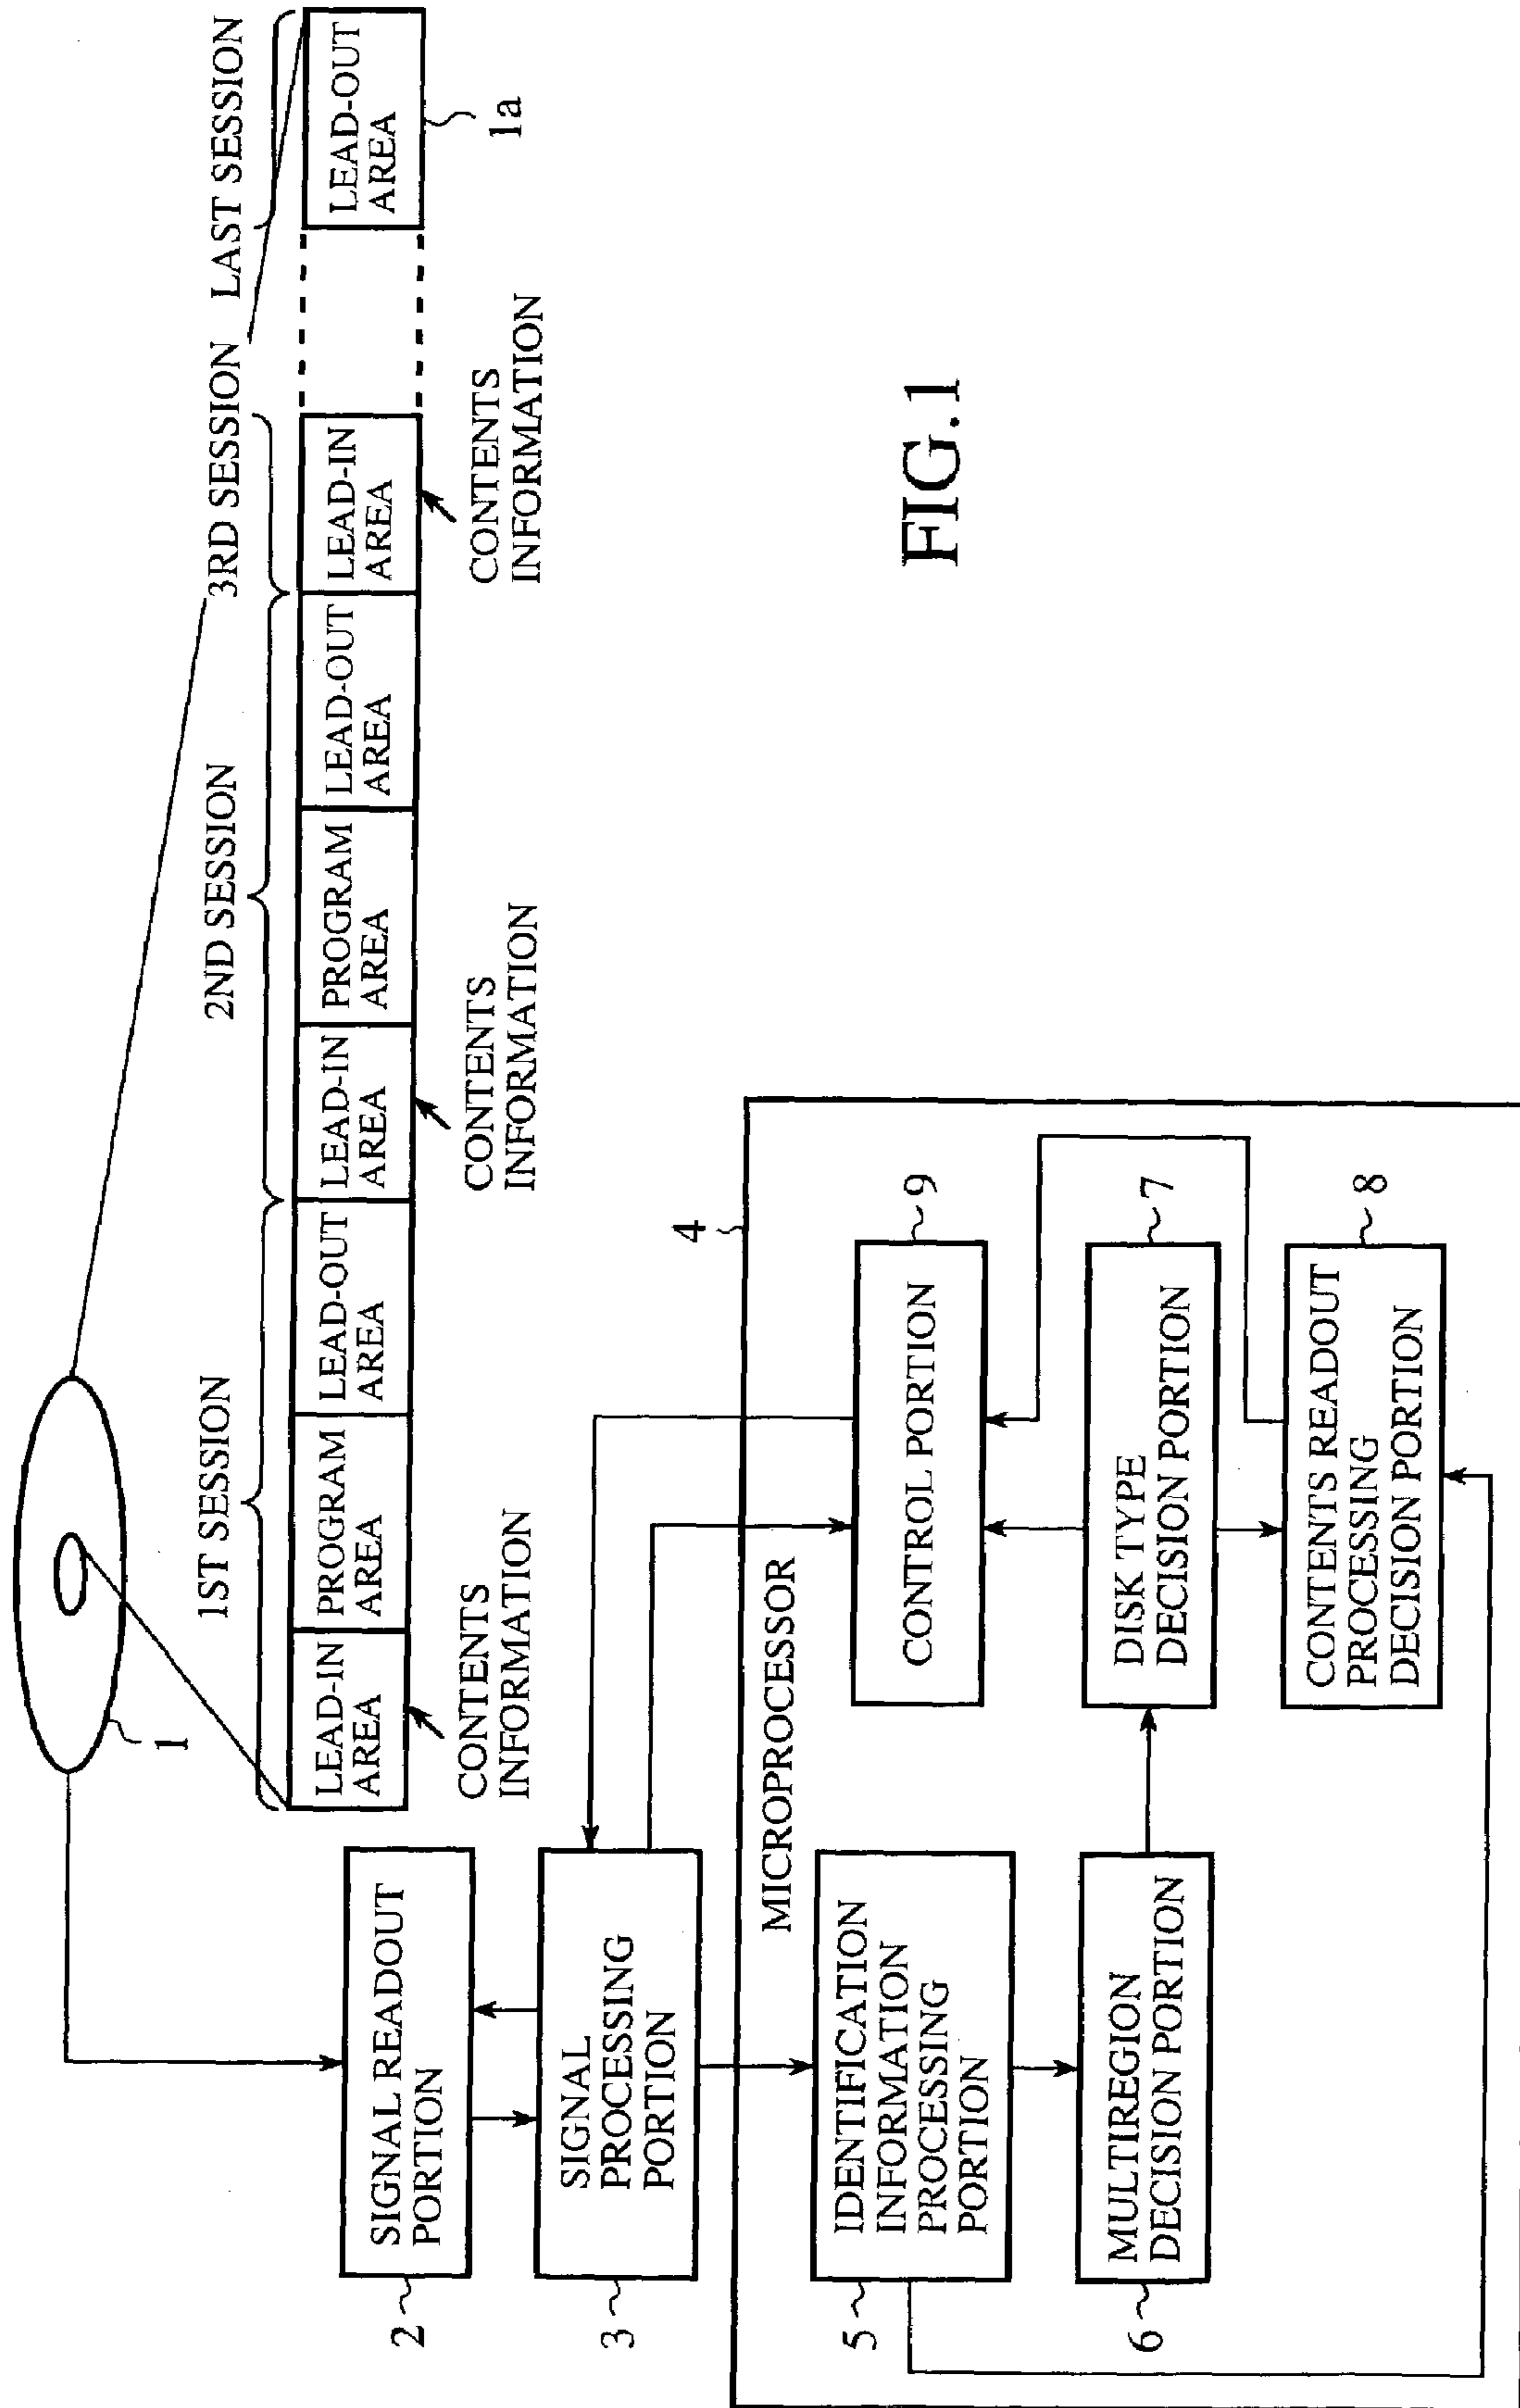 1
1ST SESSION
2ND SESSION
3RD SESSION
LAST SESSION
LEAD-IN
AREA
PROGRAM
AREA
LEAD-OUT
AREA
LEAD-IN
AREA
PROGRAM
AREA
LEAD-OUT
AREA
LEAD-IN
AREA
LEAD-OUT
AREA
1a
CONTENTS
INFORMATION
CONTENTS
INFORMATION
CONTENTS
INFORMATION
2
SIGNAL READOUT
PORTION
3
SIGNAL
PROCESSING
PORTION
4
MICROPROCESSOR
5
IDENTIFICATION
INFORMATION
PROCESSING
PORTION
6
MULTIREGION
DECISION PORTION
CONTROL PORTION
9
DISK TYPE
DECISION PORTION
7
CONTENTS READOUT
PROCESSING
DECISION PORTION
8
FIG.1